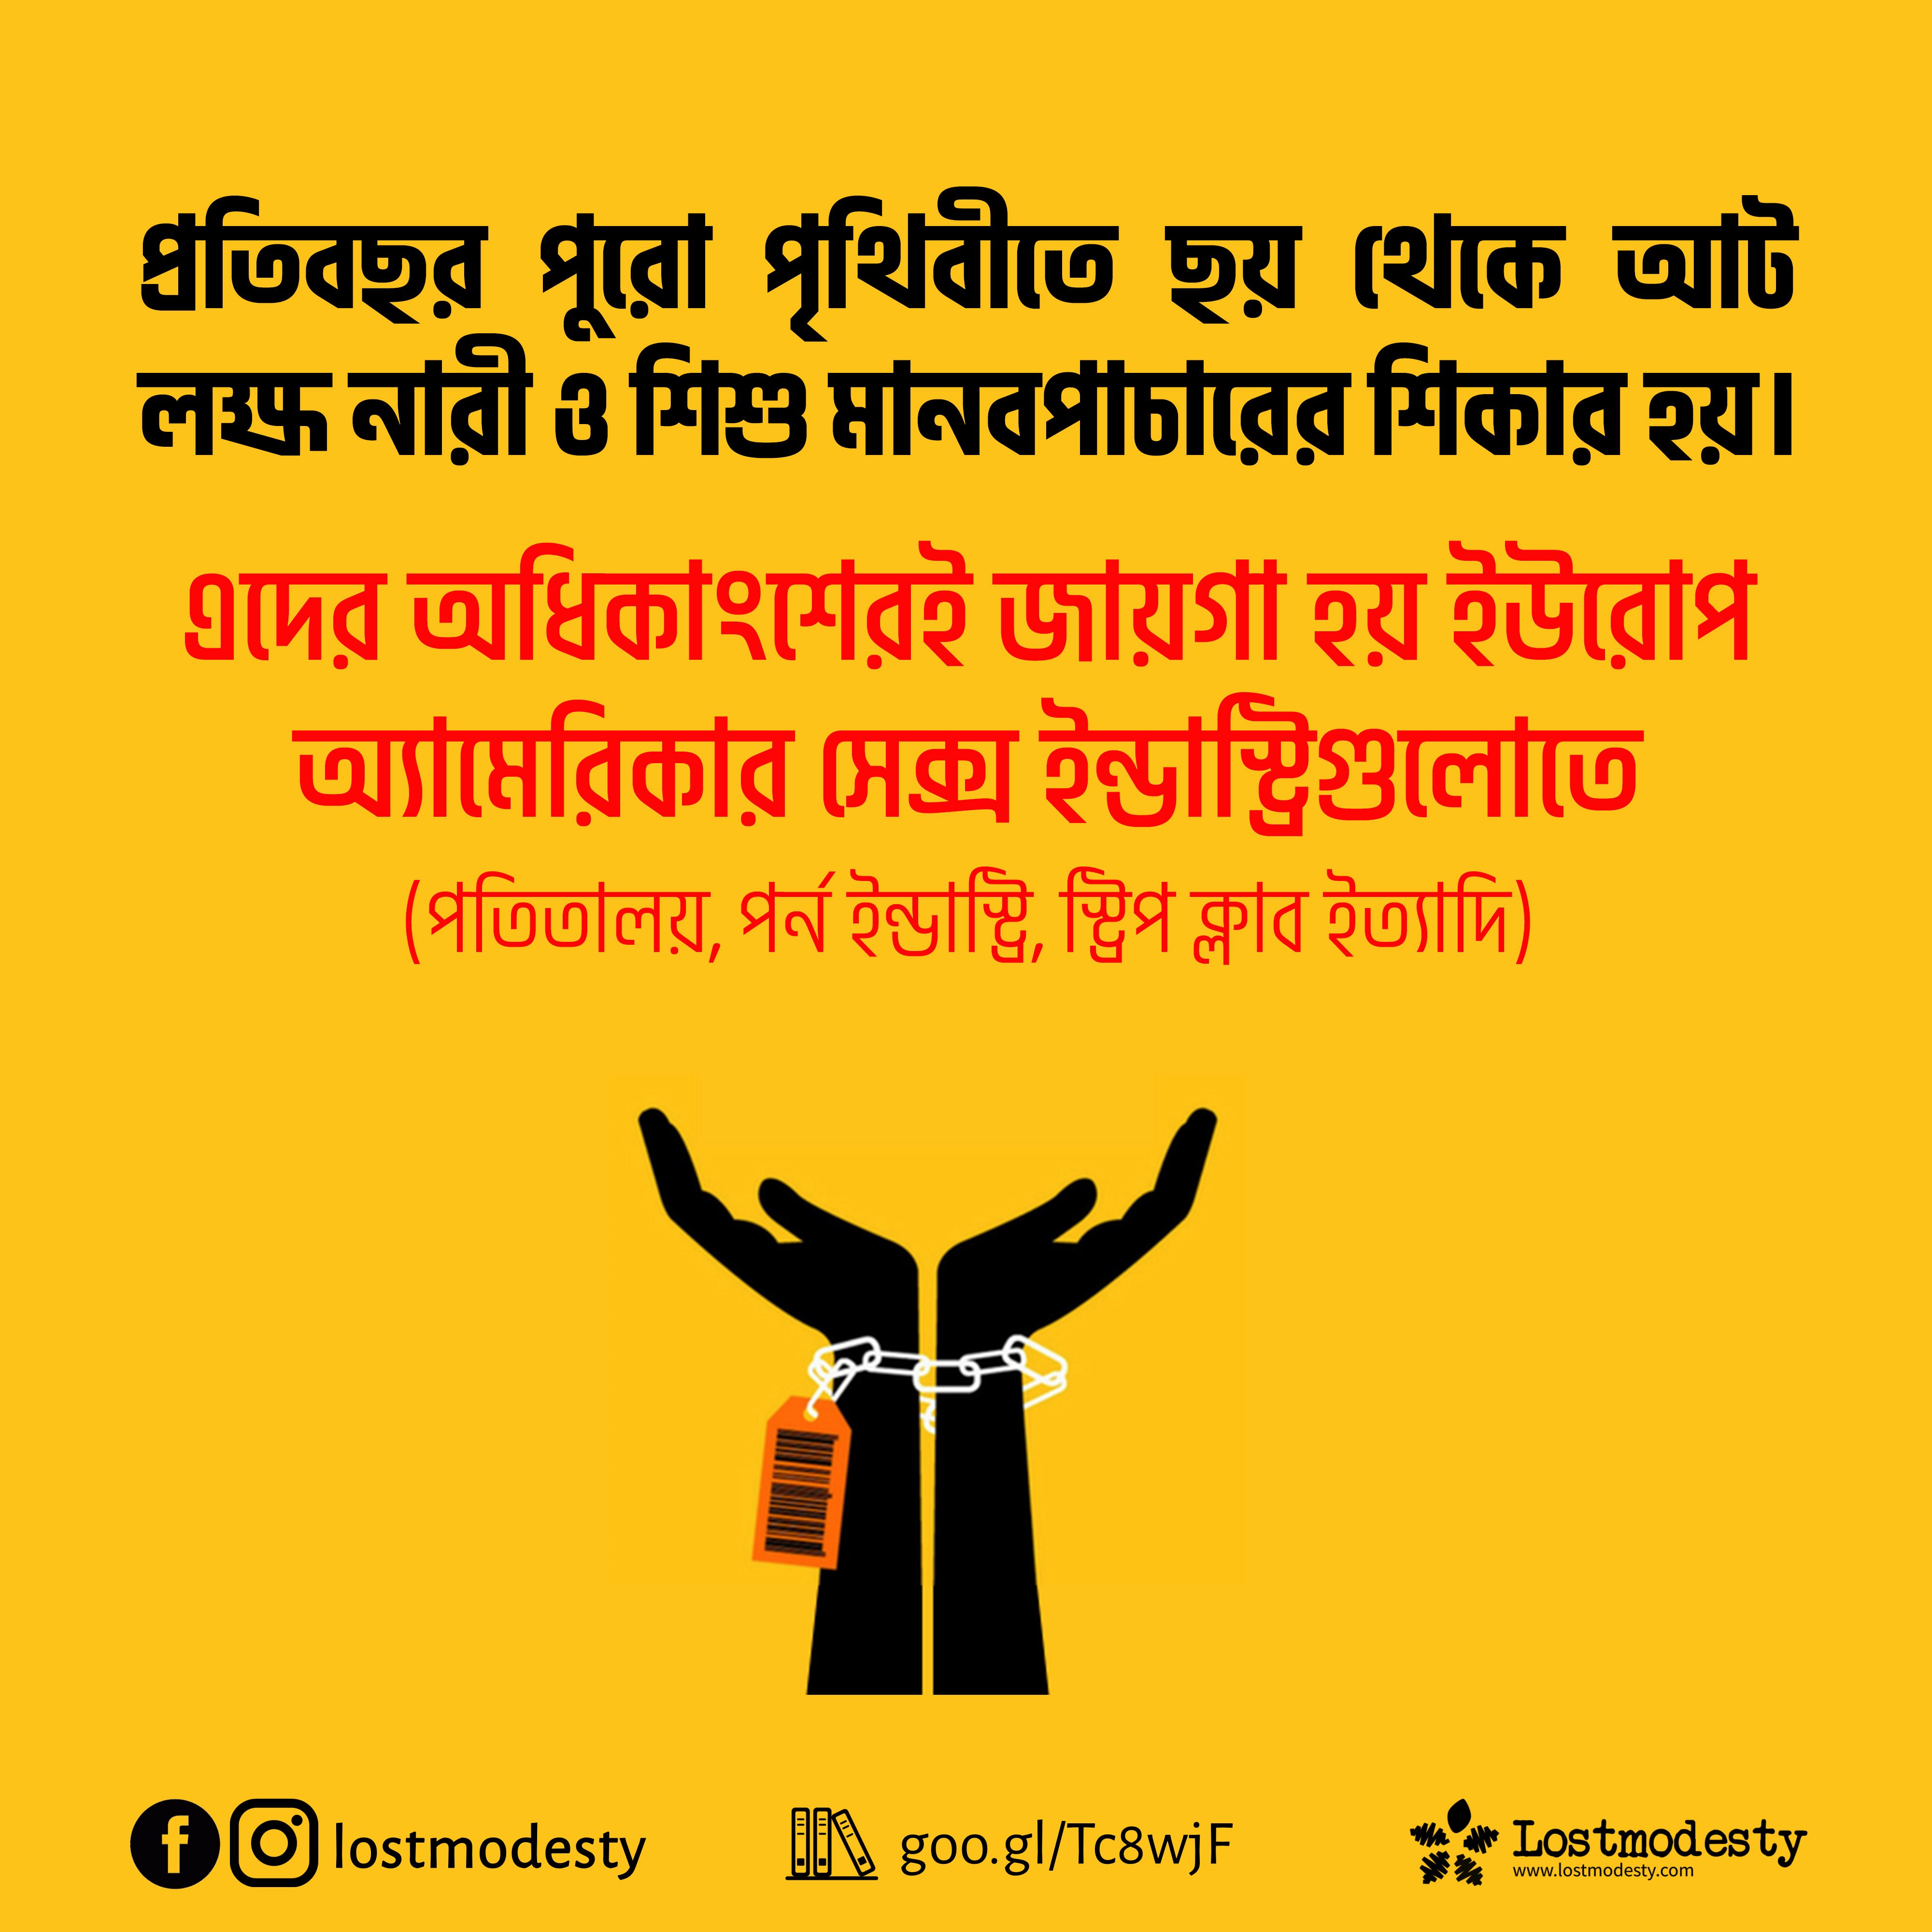 প্রতিবছর পুরো পৃথিবীতে ছয় থেকে আট
লক্ষ নারী ও শিশু মানবপাচারের শিকার হয়।
এদের অধিকাংশেরই জায়গা হয় ইউরোপ
অ্যামেরিকার সেক্স ইন্ডাস্ট্রিগুলোতে
(পতিতালয়, পর্ন ইন্ডাস্ট্রি, স্ট্রিপ ক্লাব ইত্যাদি)
lostmodesty
goo.gl/Tc8wjF
Lostmodesty
www.lostmodesty.com